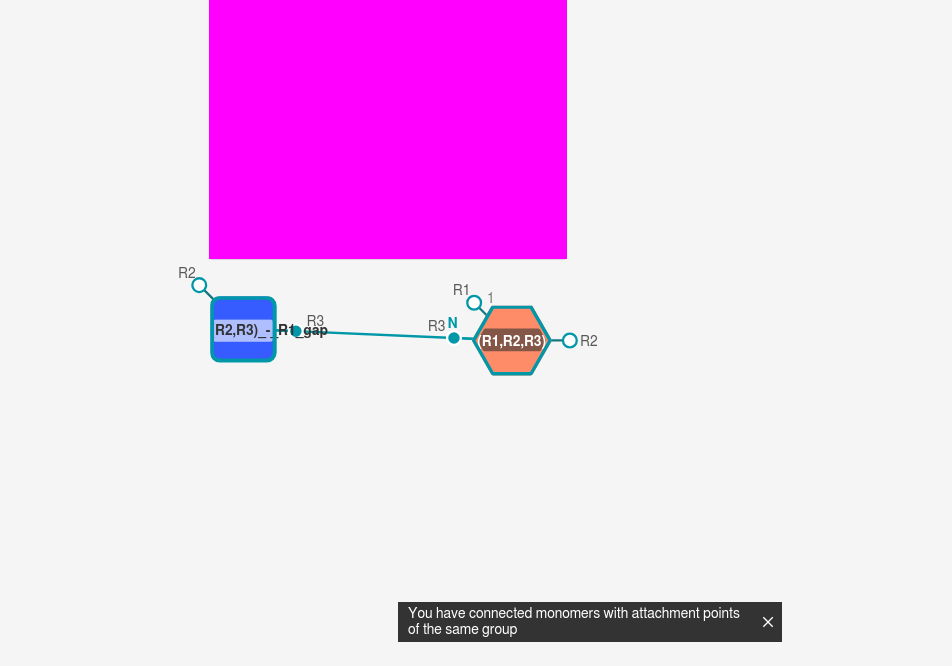 R2
R3
R2,R3)_-_R1_gap
R1
1
R3
N
R1,R2,R3)
R2
You have connected monomers with attachment points
of the same group